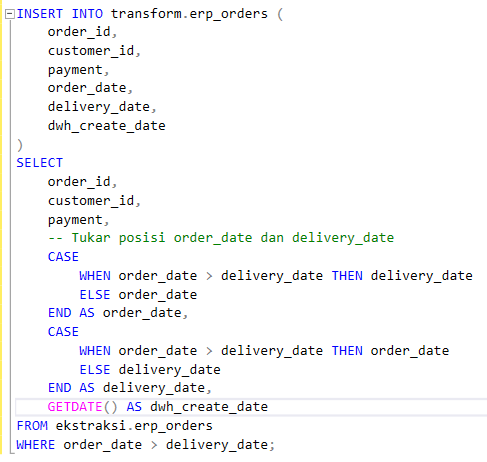 INSERT INTO transform.erp_orders (
    order_id,
    customer_id,
    payment,
    order_date,
    delivery_date,
    dwh_create_date
)
SELECT
    order_id,
    customer_id,
    payment,
    -- Tukar posisi order_date dan delivery_date
    CASE
        WHEN order_date > delivery_date THEN delivery_date
        ELSE order_date
    END AS order_date,
    CASE
        WHEN order_date > delivery_date THEN order_date
        ELSE delivery_date
    END AS delivery_date,
    GETDATE() AS dwh_create_date
FROM ekstraksi.erp_orders
WHERE order_date > delivery_date;